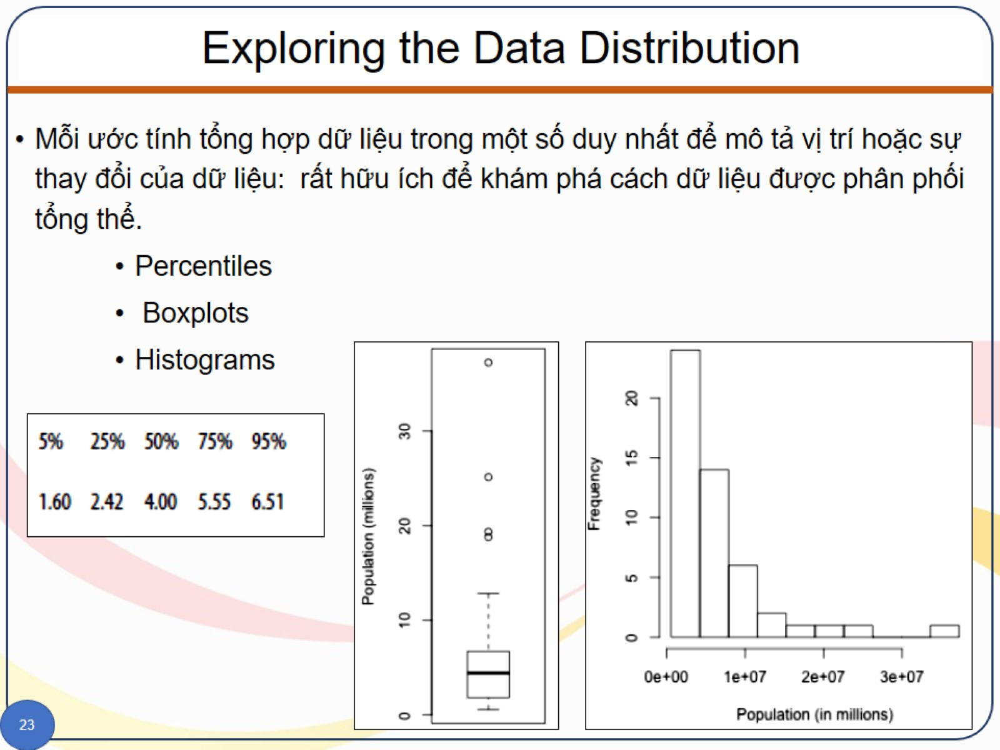 Exploring the Data Distribution
• Mỗi ước tính tổng hợp dữ liệu trong một số duy nhất để mô tả vị trí hoặc sự
thay đổi của dữ liệu:  rất hữu ích để khám phá cách dữ liệu được phân phối
tổng thể.
• Percentiles
• Boxplots
• Histograms
5% 25% 50% 75% 95%
1.60 2.42 4.00 5.55 6.51
Population (millions)
30
20
10
0
Frequency
20
15
10
5
0
0e+00 1e+07 2e+07 3e+07
Population (in millions)
23